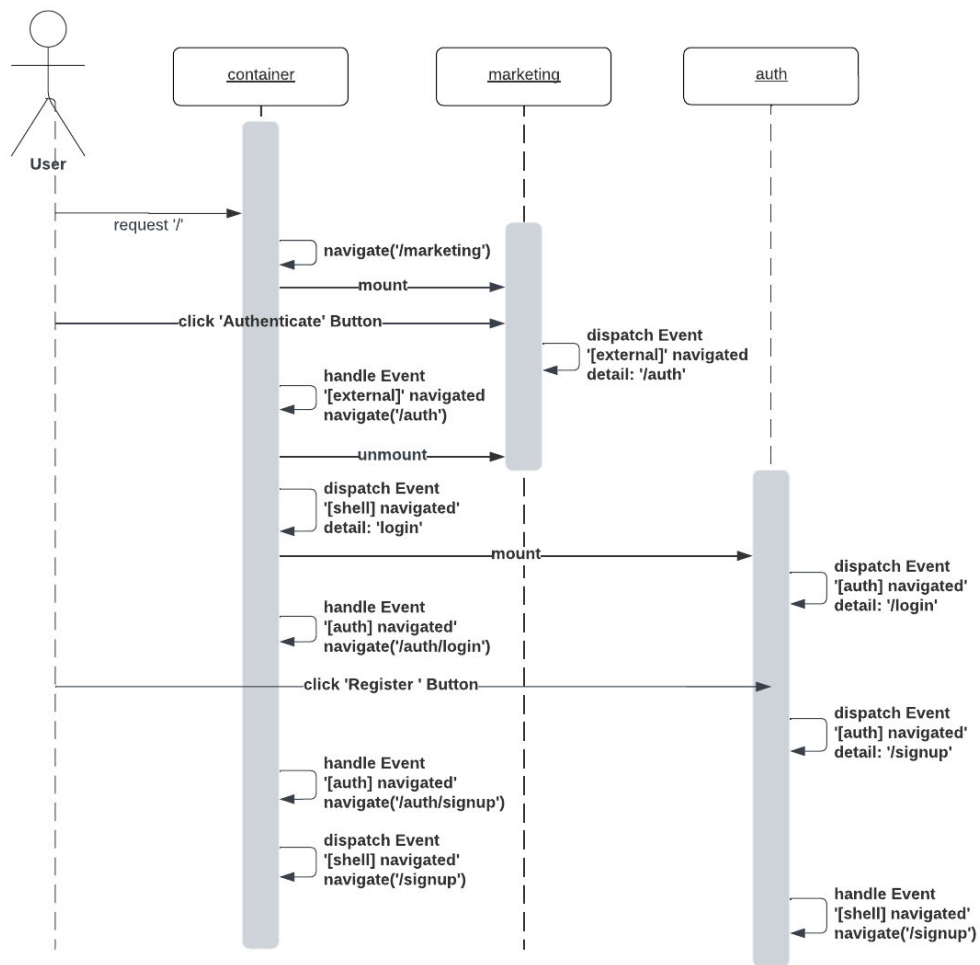 container
marketing
auth
User
request '/'
navigate('/marketing')
mount
click 'Authenticate' Button
dispatch Event
'[external]' navigated
detail: '/auth'
handle Event
'[external]' navigated
navigate('/auth')
unmount
dispatch Event
'[shell] navigated'
detail: 'login'
mount
dispatch Event
'[auth] navigated'
detail: '/login'
handle Event
'[auth] navigated'
navigate('/auth/login')
click 'Register ' Button
dispatch Event
'[auth] navigated'
detail: '/signup'
handle Event
'[auth] navigated'
navigate('/auth/signup')
dispatch Event
'[shell] navigated'
navigate('/signup')
handle Event
'[shell] navigated'
navigate('/signup')